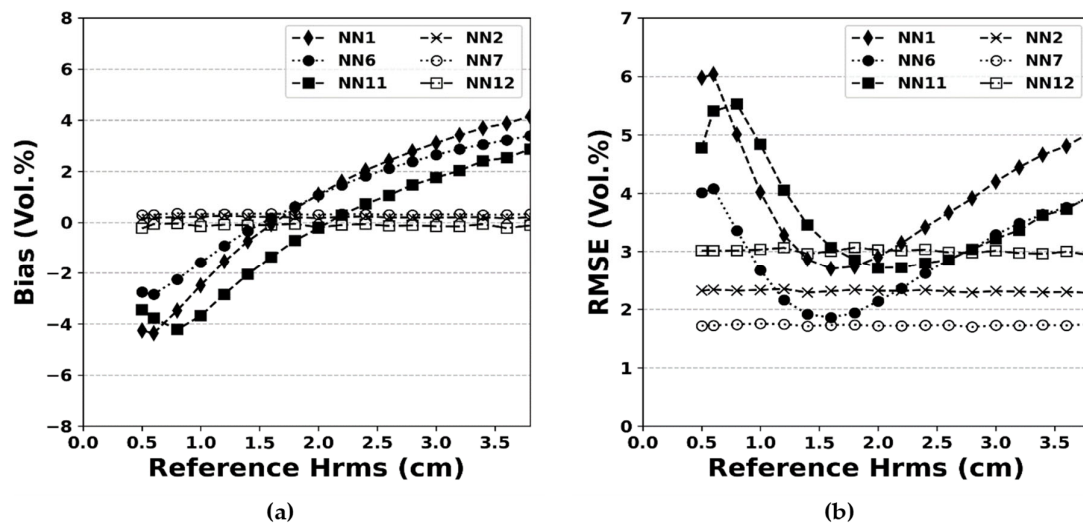 8
6
4
2
0
−2
−4
−6
−8
Bias (Vol.%)
NN1 NN2
NN6 NN7
NN11 NN12
0.0 0.5 1.0 1.5 2.0 2.5 3.0 3.5
Reference Hrms (cm)
(a)
7
6
5
4
3
2
1
0
RMSE (Vol.%)
NN1 NN2
NN6 NN7
NN11 NN12
0.0 0.5 1.0 1.5 2.0 2.5 3.0 3.5
Reference Hrms (cm)
(b)